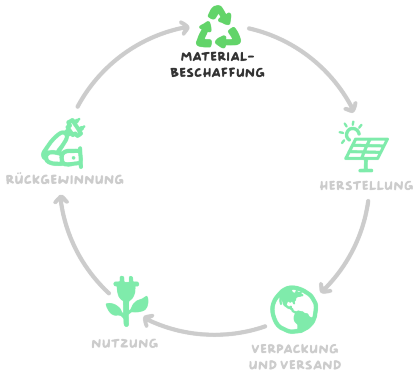 MATERIAL-
BESCHAFFUNG
HERSTELLUNG
VERPACKUNG
UND VERSAND
NUTZUNG
RÜCKGEWINNUNG